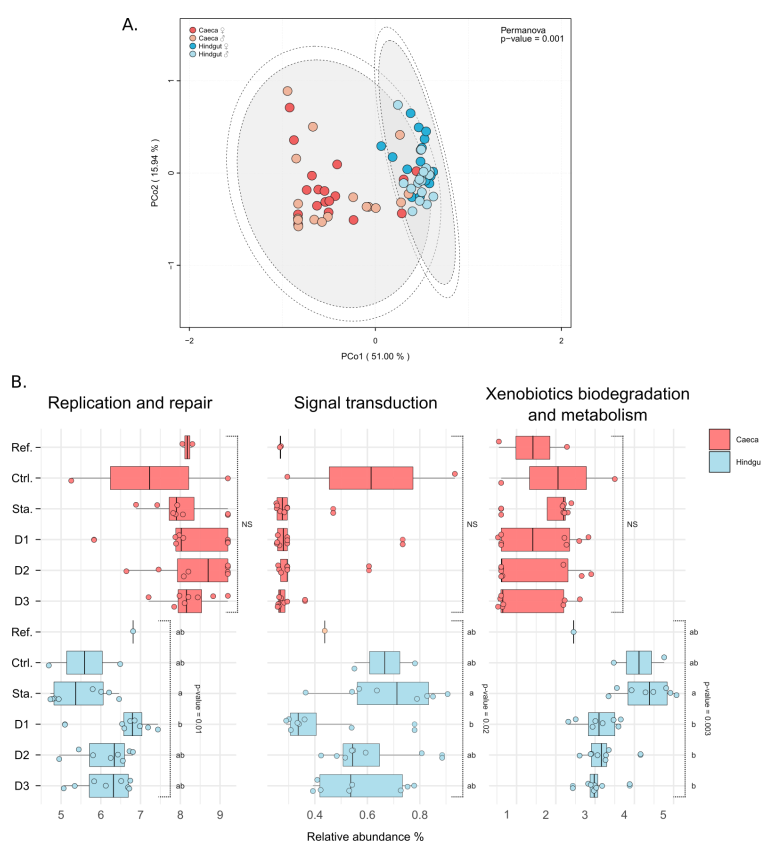 A.
Caeca ♀
Caeca ♂
Hindgut ♀
Hindgut ♂
Permanova
p-value = 0.001
PCo2 ( 15.94 % )
1
0
−1
−2
0
2
PCo1 ( 51.00 % )
B.
Replication and repair
Signal transduction
Xenobiotics biodegradation
and metabolism
Caeca
Hindgu
Ref.
Ctrl.
Sta.
D1
D2
D3
Ref.
Ctrl.
Sta.
D1
D2
D3
NS
ab
ab
a
b
ab
ab
p-value = 0.01
NS
ab
ab
a
b
ab
ab
p-value = 0.02
NS
ab
ab
a
b
b
b
p-value = 0.003
5 6 7 8 9
0.4 0.6 0.8
1 2 3 4 5
Relative abundance %